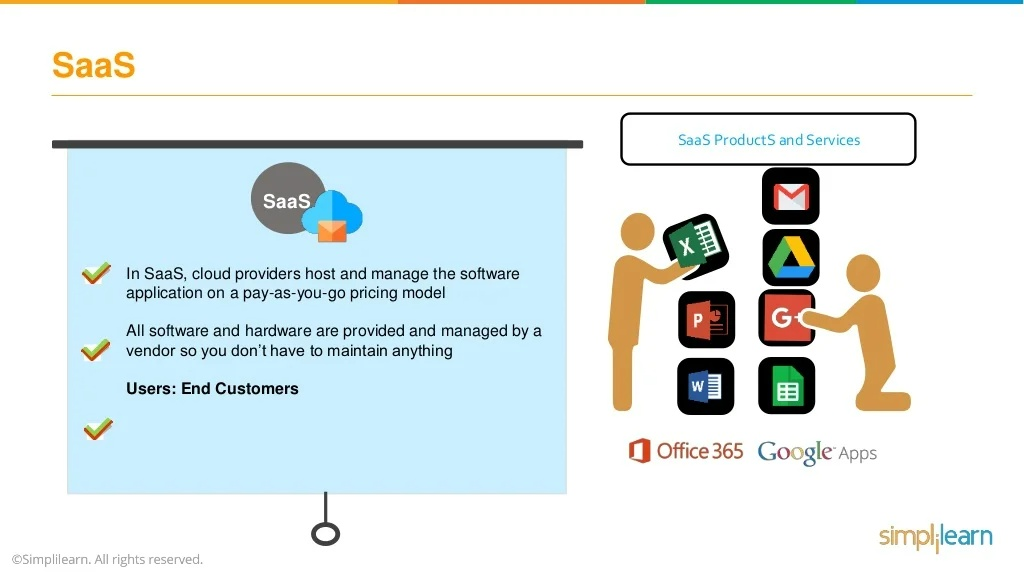 SaaS
SaaS ProductS and Services
SaaS
In SaaS, cloud providers host and manage the software
application on a pay-as-you-go pricing model
All software and hardware are provided and managed by a
vendor so you don’t have to maintain anything
Users: End Customers
X
P
G+
W
Office 365
Google™ Apps
simplilearn
©Simplilearn. All rights reserved.